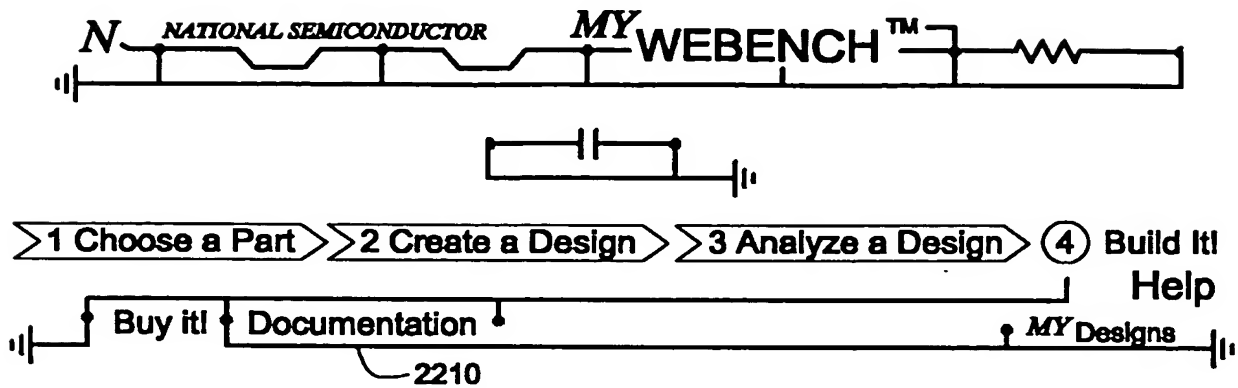 N NATIONAL SEMICONDUCTOR MY WEBENCH™
1 Choose a Part 2 Create a Design 3 Analyze a Design 4 Build It!
Help
Buy it! Documentation MY Designs
2210